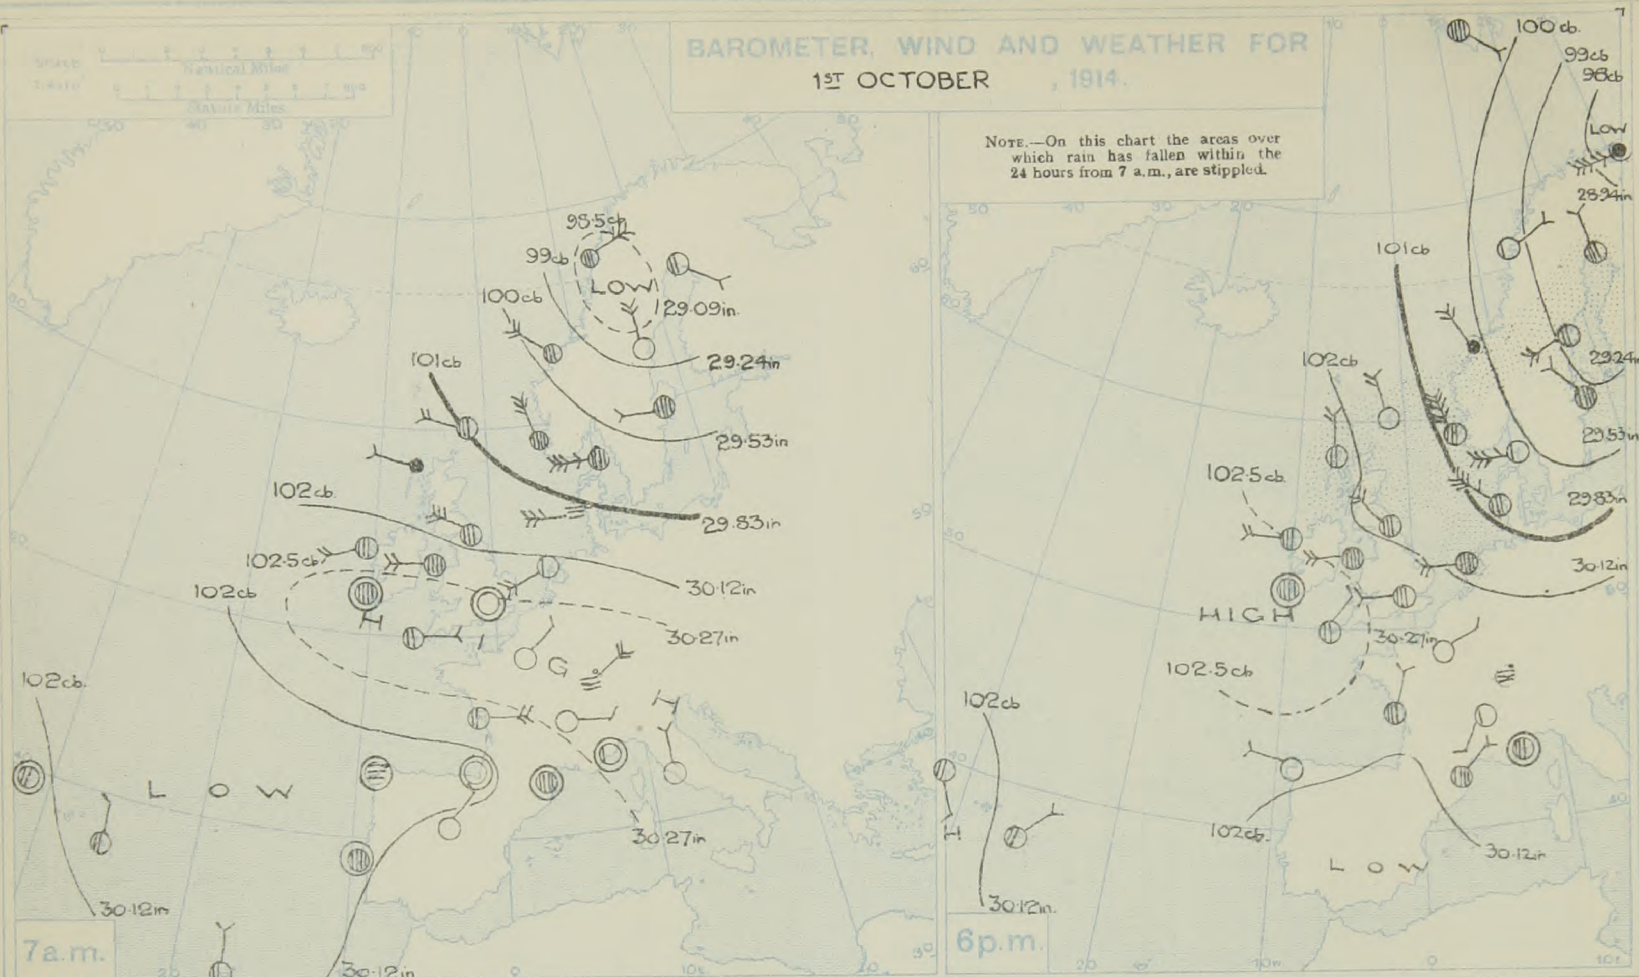 BAROMETER, WIND AND WEATHER FOR
1ST OCTOBER, 1914.
NOTE.—On this chart the areas over
which rain has fallen within the
24 hours from 7 a.m., are stippled.
Nautical Miles
Statute Miles
98.5cb
99cb
LOW
100cb
29.09in.
101cb
29.24in
29.53in
102cb.
29.83in
102.5cb
102cb
30.12in
H I G H
30.27in
102cb.
L O W
30.27in
30.12in
30.12in
7a.m.
100cb.
99cb
98cb
LOW
28.94in
101cb
102cb
29.24in
29.53in
102.5cb.
29.83in
30.12in
HIGH
30.27in
102.5cb
102cb
H
102cb.
30.12in
L O W
30.12in.
6p.m.